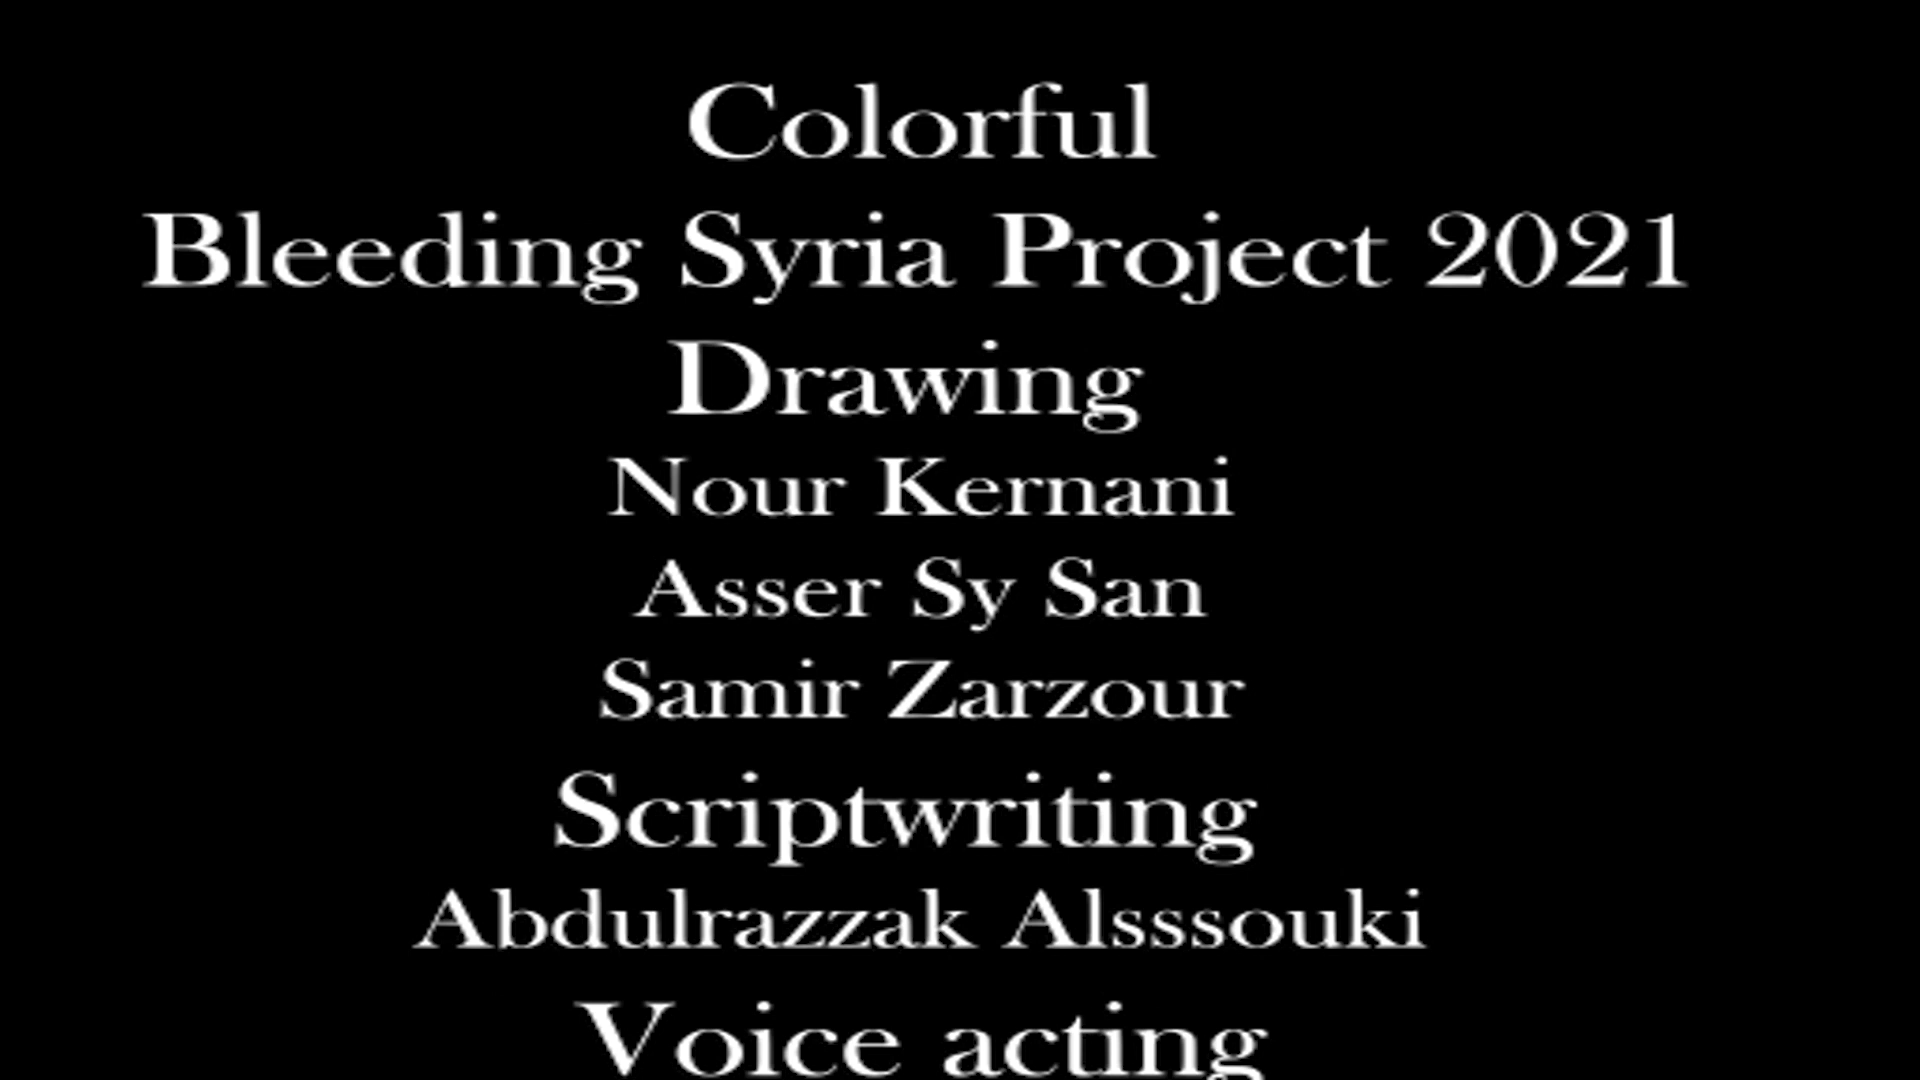 Colorful
Bleeding Syria Project 2021
Drawing
Nour Kernani
Asser Sy San
Samir Zarzour
Scriptwriting
Abdulrazzak Alsssouki
Voice acting